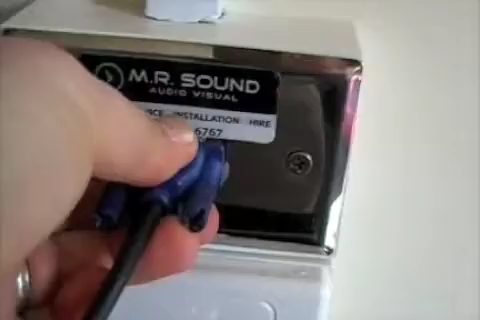 M.R. SOUND
AUDIO VISUAL
INSTALLATION HIRE
6767